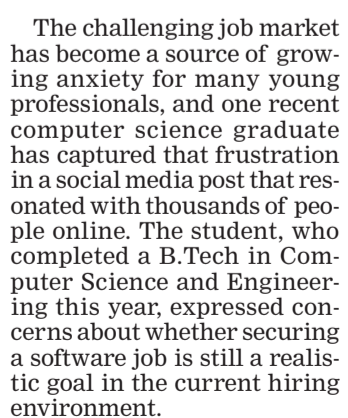 The challenging job market
has become a source of grow-
ing anxiety for many young
professionals, and one recent
computer science graduate
has captured that frustration
in a social media post that res-
onated with thousands of peo-
ple online. The student, who
completed a B.Tech in Com-
puter Science and Engineer-
ing this year, expressed con-
cerns about whether securing
a software job is still a realis-
tic goal in the current hiring
environment.